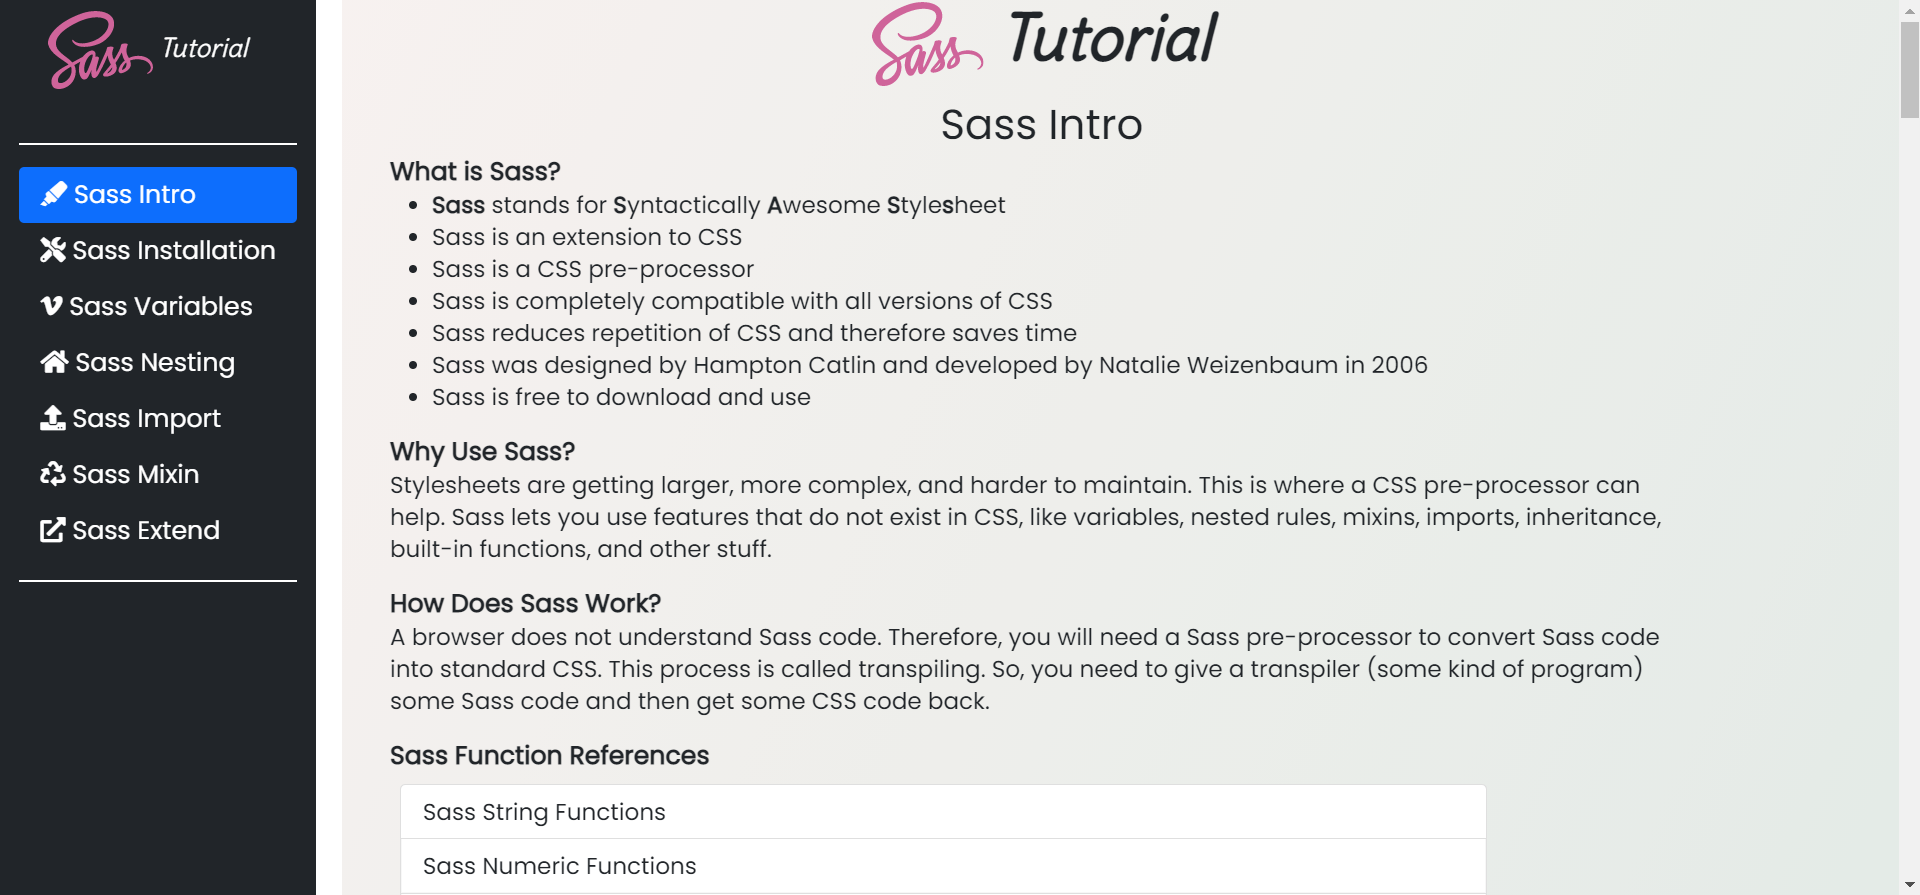 Sass Tutorial
Sass Intro
Sass Installation
Sass Variables
Sass Nesting
Sass Import
Sass Mixin
Sass Extend
Sass Tutorial
Sass Intro
What is Sass?
Sass stands for Syntactically Awesome Stylesheet
Sass is an extension to CSS
Sass is a CSS pre-processor
Sass is completely compatible with all versions of CSS
Sass reduces repetition of CSS and therefore saves time
Sass was designed by Hampton Catlin and developed by Natalie Weizenbaum in 2006
Sass is free to download and use
Why Use Sass?
Stylesheets are getting larger, more complex, and harder to maintain. This is where a CSS pre-processor can
help. Sass lets you use features that do not exist in CSS, like variables, nested rules, mixins, imports, inheritance,
built-in functions, and other stuff.
How Does Sass Work?
A browser does not understand Sass code. Therefore, you will need a Sass pre-processor to convert Sass code
into standard CSS. This process is called transpiling. So, you need to give a transpiler (some kind of program)
some Sass code and then get some CSS code back.
Sass Function References
Sass String Functions
Sass Numeric Functions